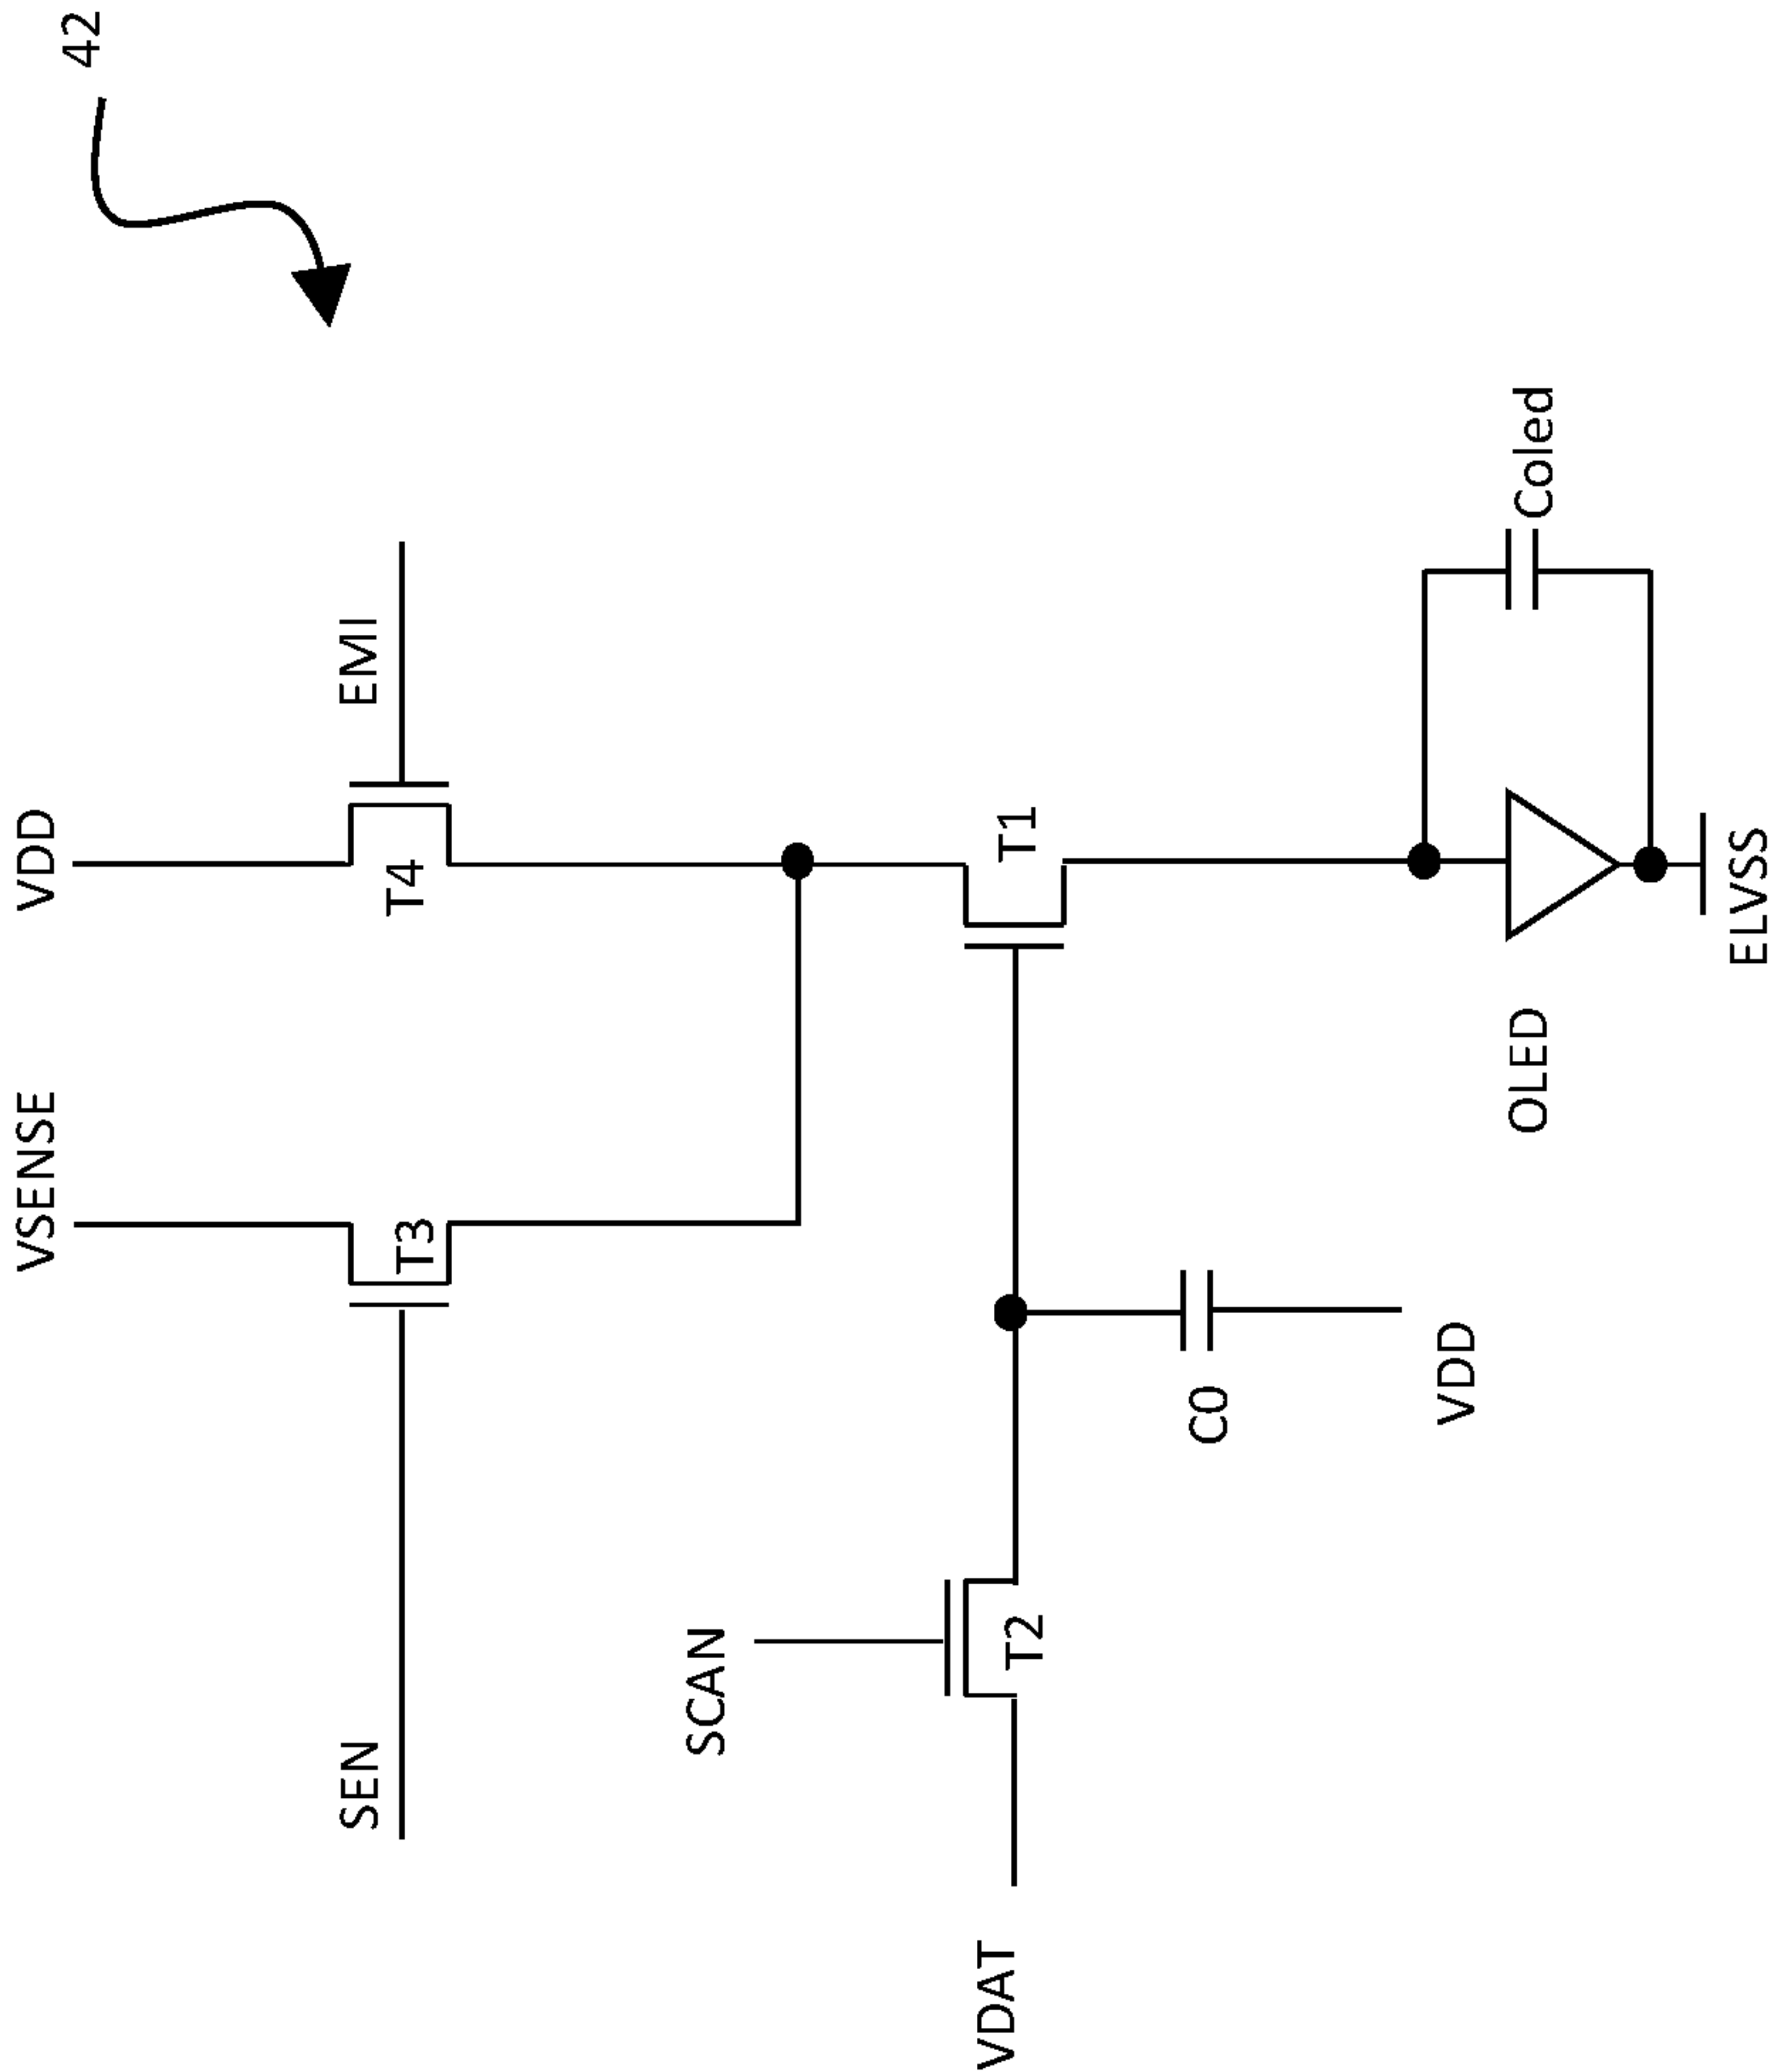 42
VDD
VSENSE
EMI
T4
T3
SEN
T1
SCAN
T2
VDAT
C0
VDD
Coled
OLED
ELVSS